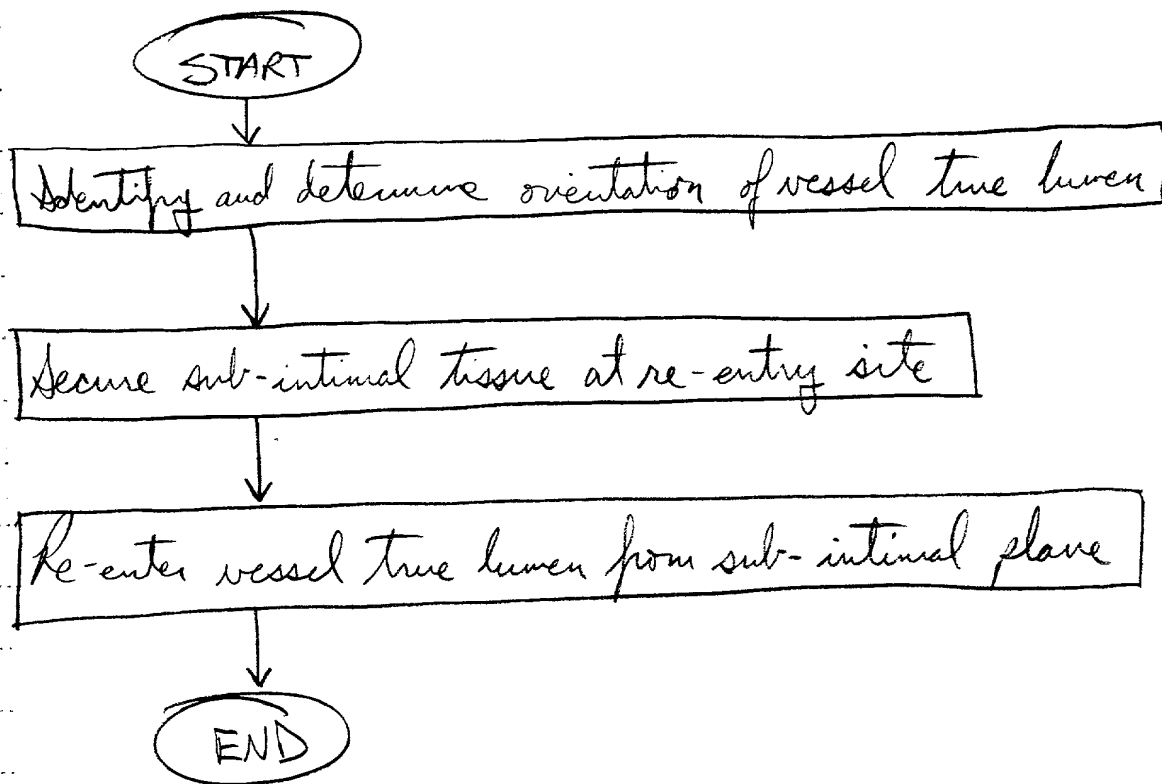 START
Identify and determine orientation of vessel true lumen
Secure sub-intimal tissue at re-entry site
Re-enter vessel true lumen from sub-intimal plane
END